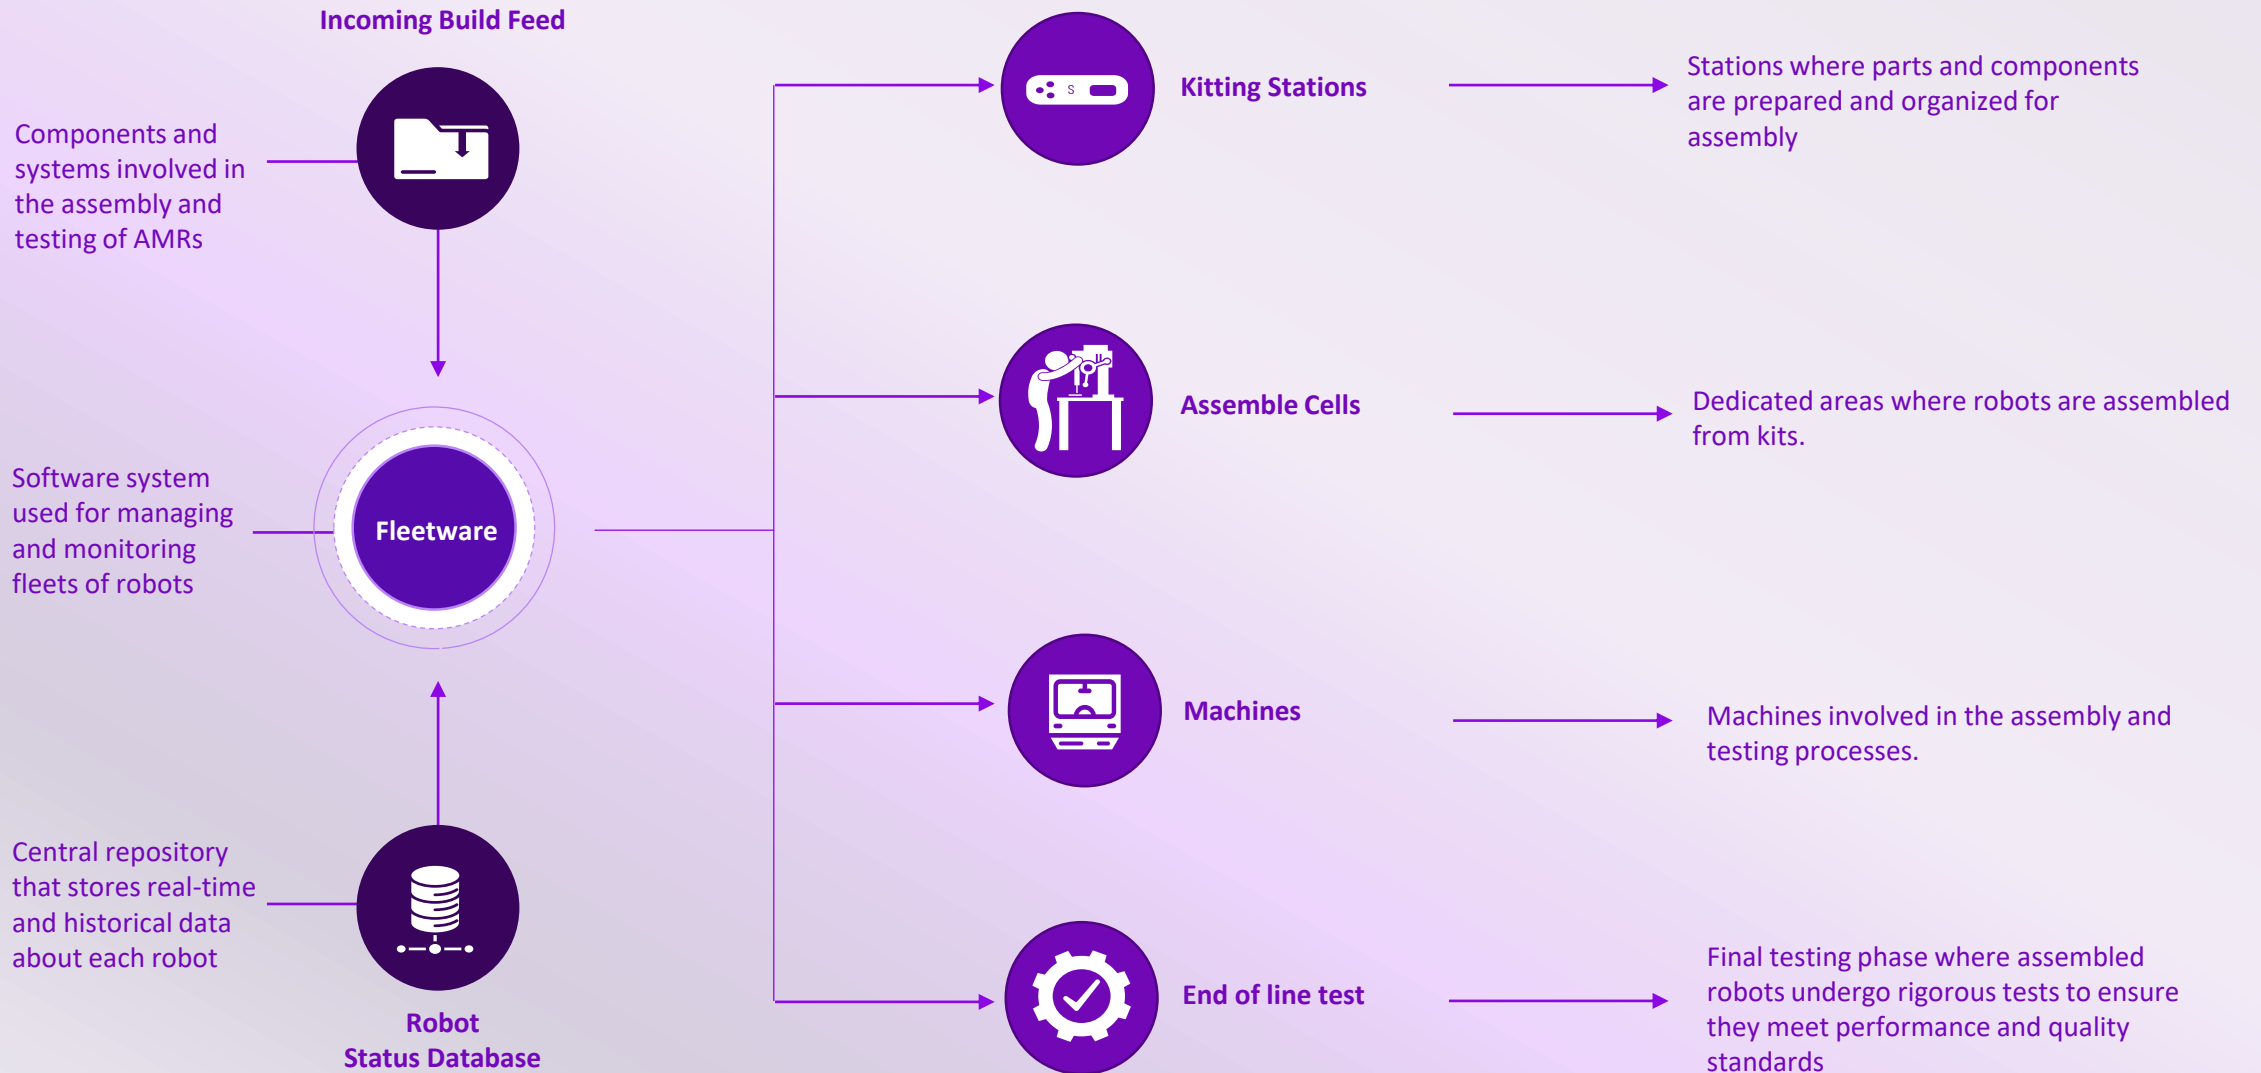 Incoming Build Feed
Components and
systems involved in
the assembly and
testing of AMRs
Software system
used for managing
and monitoring
fleets of robots
Fleetware
Central repository
that stores real-time
and historical data
about each robot
Robot
Status Database
S
Kitting Stations
Stations where parts and components
are prepared and organized for
assembly
Assemble Cells
Dedicated areas where robots are assembled
from kits.
Machines
Machines involved in the assembly and
testing processes.
End of line test
Final testing phase where assembled
robots undergo rigorous tests to ensure
they meet performance and quality
standards